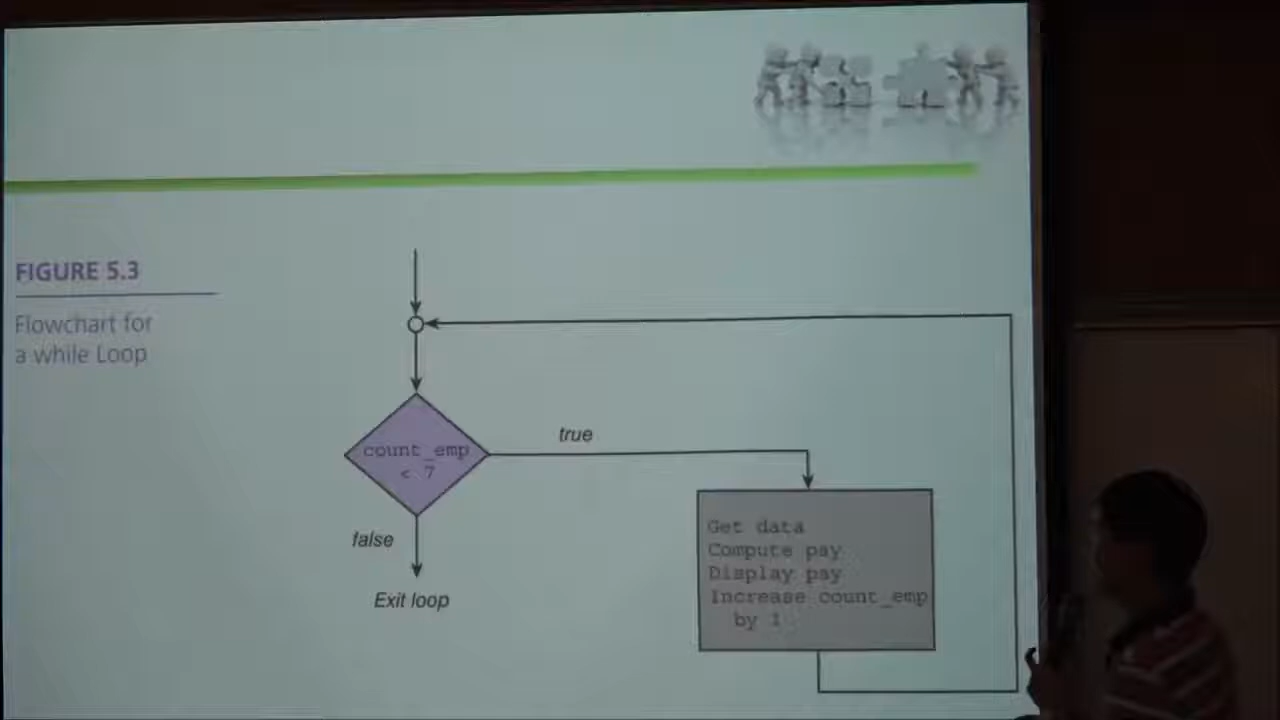 FIGURE 5.3
Flowchart for
a while Loop
count_emp
< 7
true
false
Exit loop
Get data
Compute pay
Display pay
Increase count_emp
by 1